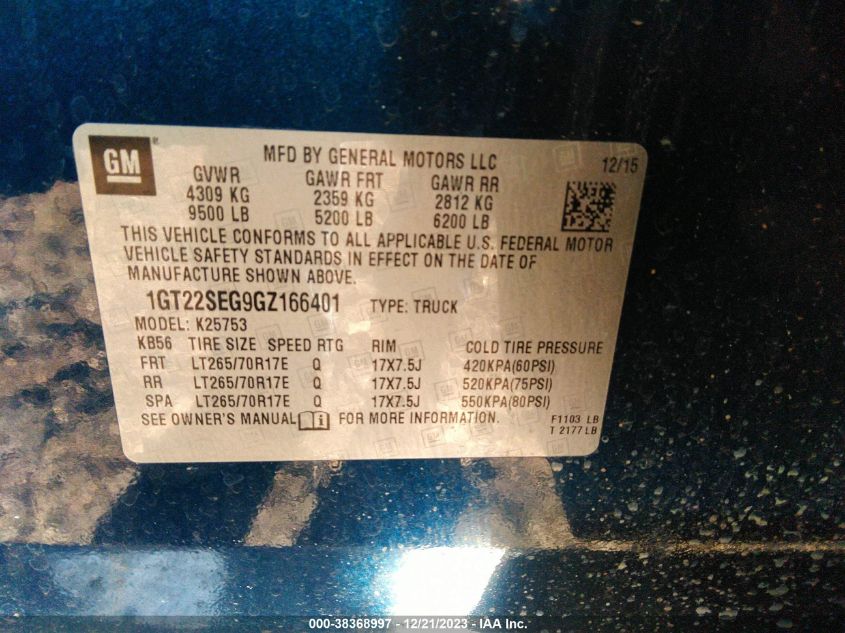 GM
MFD BY GENERAL MOTORS LLC 12/15
GVWR GAWR FRT GAWR RR
4309 KG 2359 KG 2812 KG
9500 LB 5200 LB 6200 LB
THIS VEHICLE CONFORMS TO ALL APPLICABLE U.S. FEDERAL MOTOR
VEHICLE SAFETY STANDARDS IN EFFECT ON THE DATE OF
MANUFACTURE SHOWN ABOVE.
1GT22SEG9GZ166401 TYPE: TRUCK
MODEL: K25753
KB56 TIRE SIZE SPEED RTG RIM COLD TIRE PRESSURE
FRT LT265/70R17E Q 17X7.5J 420KPA(60PSI)
RR LT265/70R17E Q 17X7.5J 520KPA(75PSI)
SPA LT265/70R17E Q 17X7.5J 550KPA(80PSI)
SEE OWNER'S MANUAL FOR MORE INFORMATION. F1103 LB
T 2177 LB
000-38368997 - 12/21/2023 - IAA Inc.